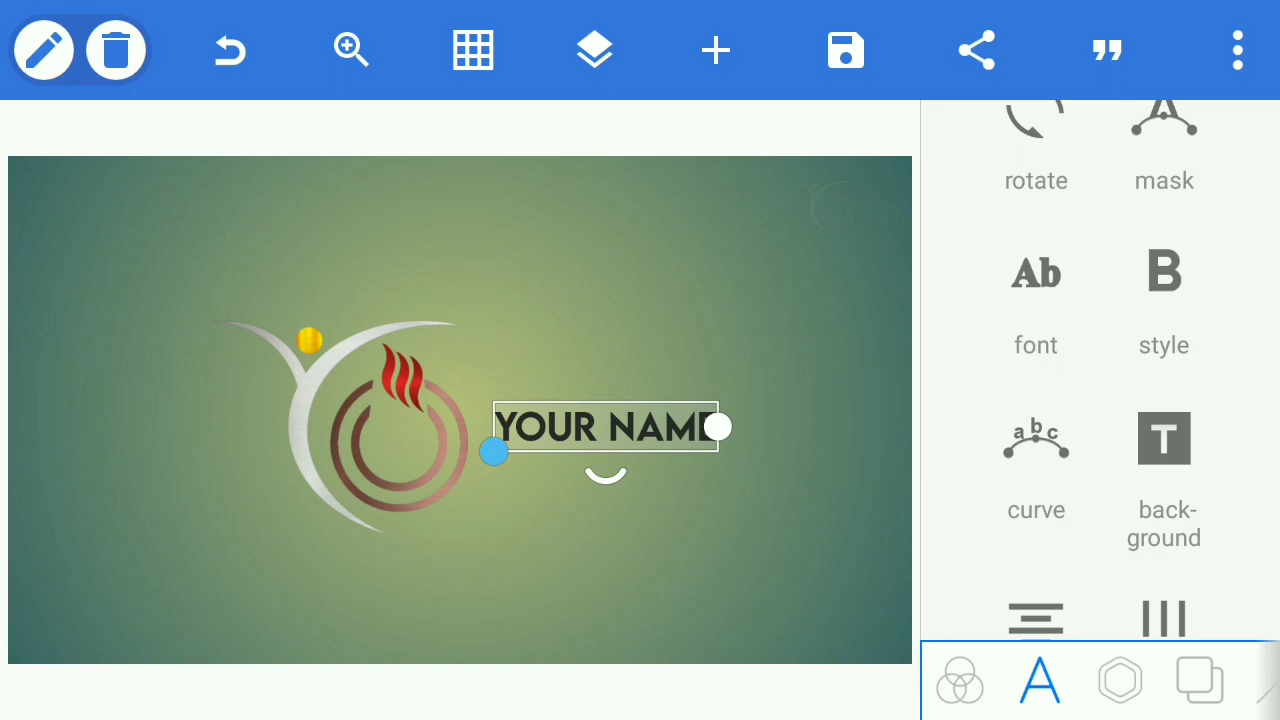 rotate
mask
Ab
B
font
style
YOUR NAME
abc
T
curve
back-
ground
A